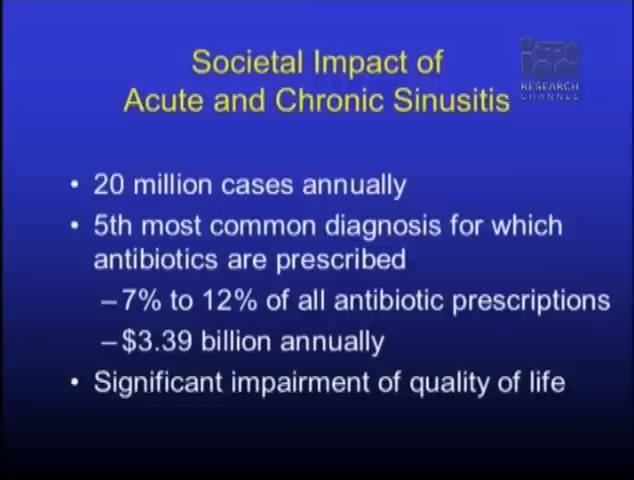 Societal Impact of
Acute and Chronic Sinusitis
RESEARCH
CHANNEL
• 20 million cases annually
• 5th most common diagnosis for which
antibiotics are prescribed
– 7% to 12% of all antibiotic prescriptions
– $3.39 billion annually
• Significant impairment of quality of life